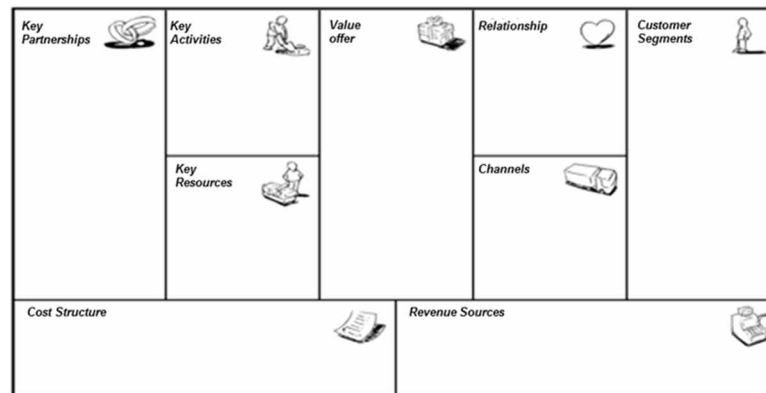 Key
Partnerships
Key
Activities
Value
offer
Relationship
Customer
Segments
Key
Resources
Channels
Cost Structure
Revenue Sources